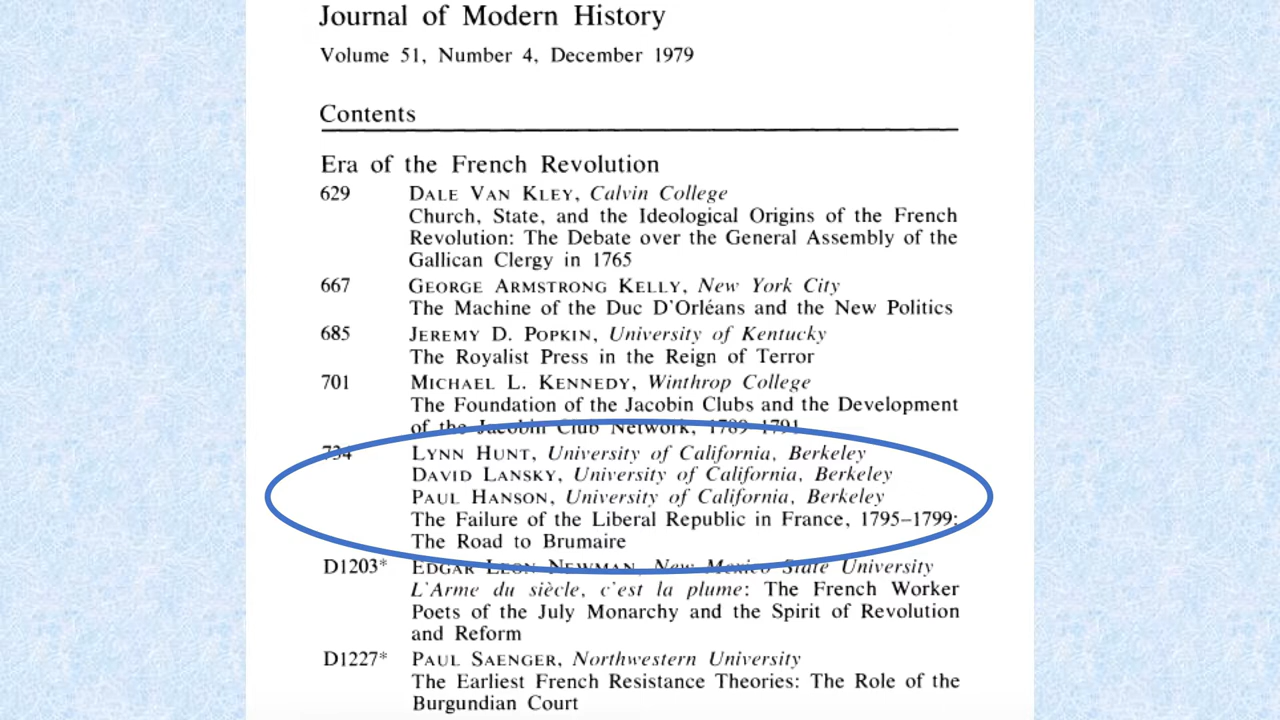 Journal of Modern History
Volume 51, Number 4, December 1979
Contents
Era of the French Revolution
629 DALE VAN KLEY, Calvin College
Church, State, and the Ideological Origins of the French
Revolution: The Debate over the General Assembly of the
Gallican Clergy in 1765
667 GEORGE ARMSTRONG KELLY, New York City
The Machine of the Duc D'Orléans and the New Politics
685 JEREMY D. POPKIN, University of Kentucky
The Royalist Press in the Reign of Terror
701 MICHAEL L. KENNEDY, Winthrop College
The Foundation of the Jacobin Clubs and the Development
of the Jacobin Club Network, 1789–1791
734 LYNN HUNT, University of California, Berkeley
DAVID LANSKY, University of California, Berkeley
PAUL HANSON, University of California, Berkeley
The Failure of the Liberal Republic in France, 1795–1799:
The Road to Brumaire
D1203* EDGAR LEON NEWMAN, New Mexico State University
L'Arme du siècle, c'est la plume: The French Worker
Poets of the July Monarchy and the Spirit of Revolution
and Reform
D1227* PAUL SAENGER, Northwestern University
The Earliest French Resistance Theories: The Role of the
Burgundian Court